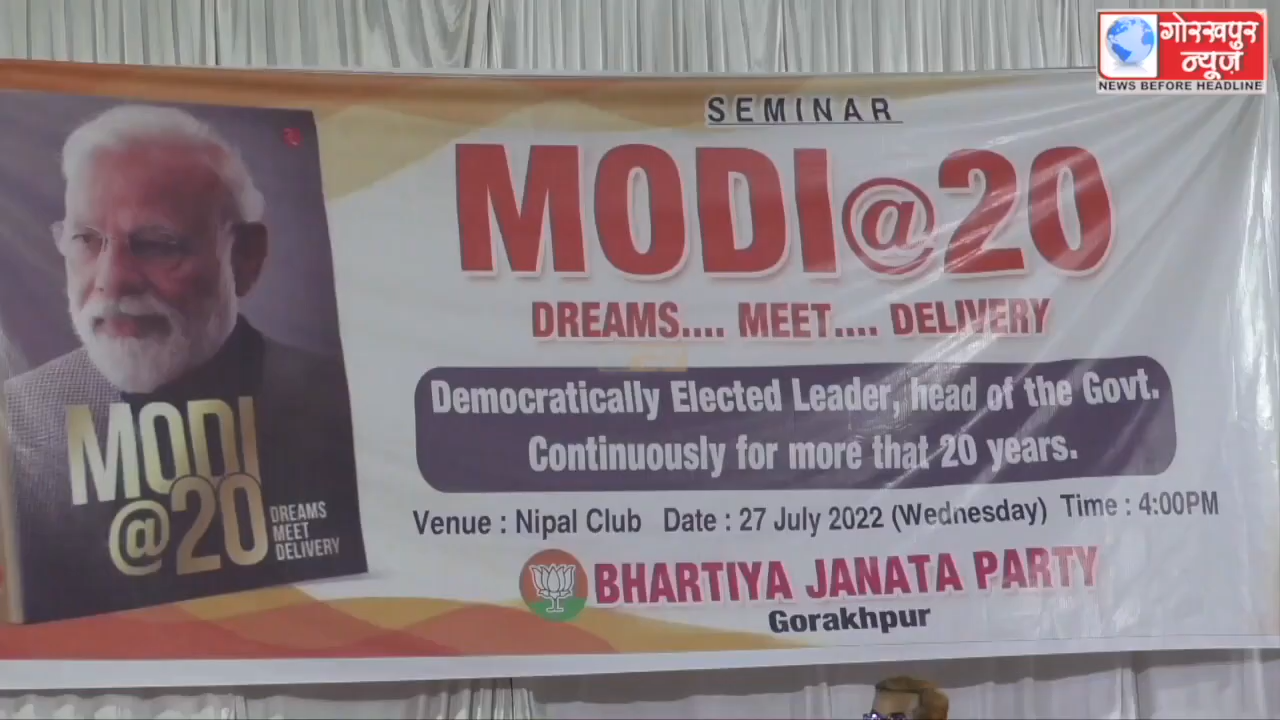 गोरखपुर
न्यूज़
NEWS BEFORE HEADLINE
SEMINAR
MODI@20
DREAMS.... MEET.... DELIVERY
Democratically Elected Leader, head of the Govt.
Continuously for more that 20 years.
Venue : Nipal Club Date : 27 July 2022 (Wednesday) Time : 4:00PM
BHARTIYA JANATA PARTY
Gorakhpur
MODI
@20
DREAMS
MEET
DELIVERY